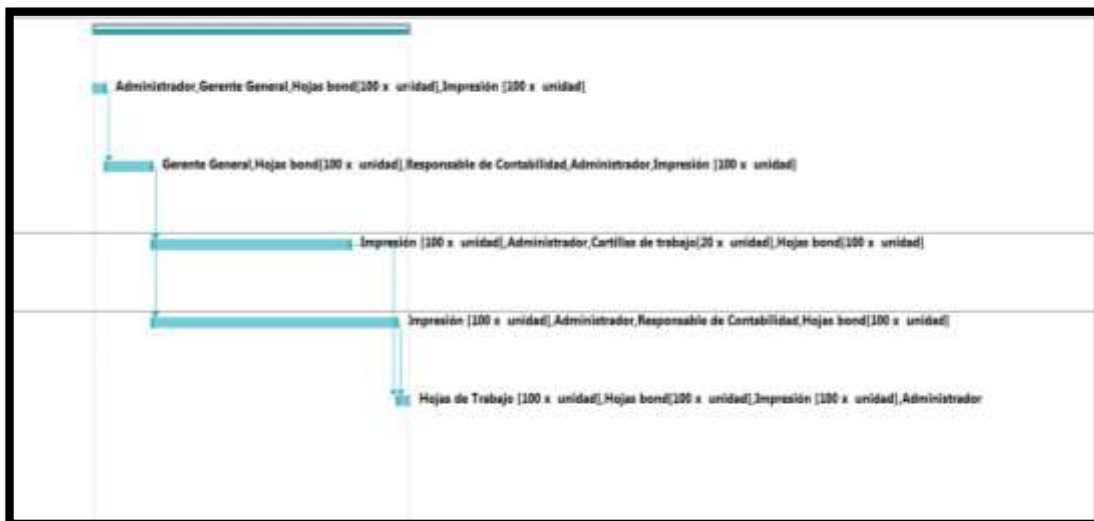 Administrador,Gerente General,Hojas bond[100 x unidad],Impresión [100 x unidad]
Gerente General,Hojas bond[100 x unidad],Responsable de Contabilidad,Administrador,Impresión [100 x unidad]
Impresión [100 x unidad],Administrador,Cartillas de trabajo[20 x unidad],Hojas bond[100 x unidad]
Impresión [100 x unidad],Administrador,Responsable de Contabilidad,Hojas bond[100 x unidad]
Hojas de Trabajo [100 x unidad],Hojas bond[100 x unidad],Impresión [100 x unidad],Administrador